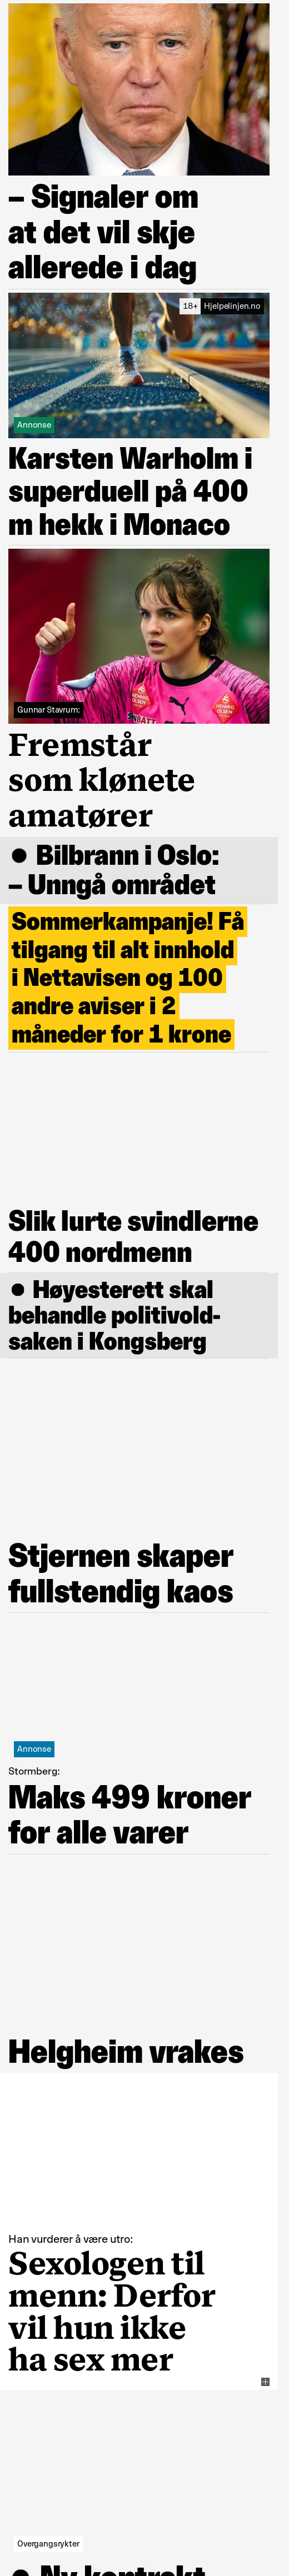 – Signaler om
at det vil skje
allerede i dag
18+ Hjelpelinjen.no
Annonse
Karsten Warholm i
superduell på 400
m hekk i Monaco
Gunnar Stavrum:
Fremstår
som klønete
amatører
● Bilbrann i Oslo:
– Unngå området
Sommerkampanje! Få
tilgang til alt innhold
i Nettavisen og 100
andre aviser i 2
måneder for 1 krone
Slik lurte svindlerne
400 nordmenn
● Høyesterett skal
behandle politivold-
saken i Kongsberg
Stjernen skaper
fullstendig kaos
Annonse
Stormberg:
Maks 499 kroner
for alle varer
Helgheim vrakes
Han vurderer å være utro:
Sexologen til
menn: Derfor
vil hun ikke
ha sex mer
Overgangsrykter
● Ny kontrakt